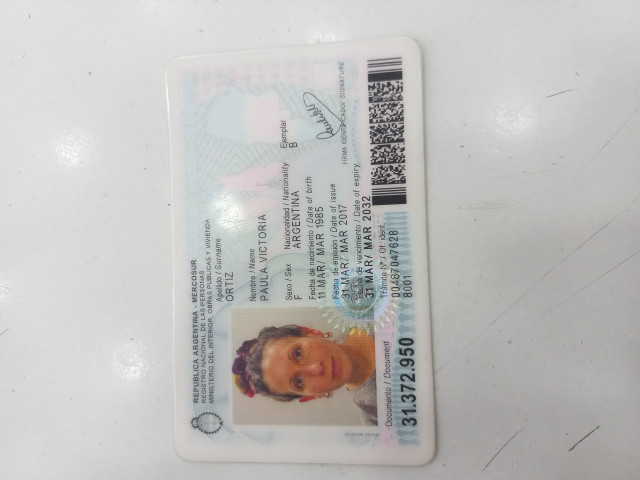 REPUBLICA ARGENTINA - MERCOSUR
REGISTRO NACIONAL DE LAS PERSONAS
MINISTERIO DEL INTERIOR, OBRAS PUBLICAS Y VIVIENDA
Apellido / Surname
ORTIZ
Nombre / Name
PAULA VICTORIA
Sexo / Sex
F
Nacionalidad / Nationality
ARGENTINA
Ejemplar
B
Fecha de nacimiento / Date of birth
11 MAR/ MAR 1985
Fecha de emisión / Date of issue
31 MAR/ MAR 2017
Fecha de vencimiento / Date of expiry
31 MAR/ MAR 2032
FIRMA IDENTIFICADO/ SIGNATURE
Trámite Nº / Of. ident.
00467047628
8001
Documento / Document
31.372.950